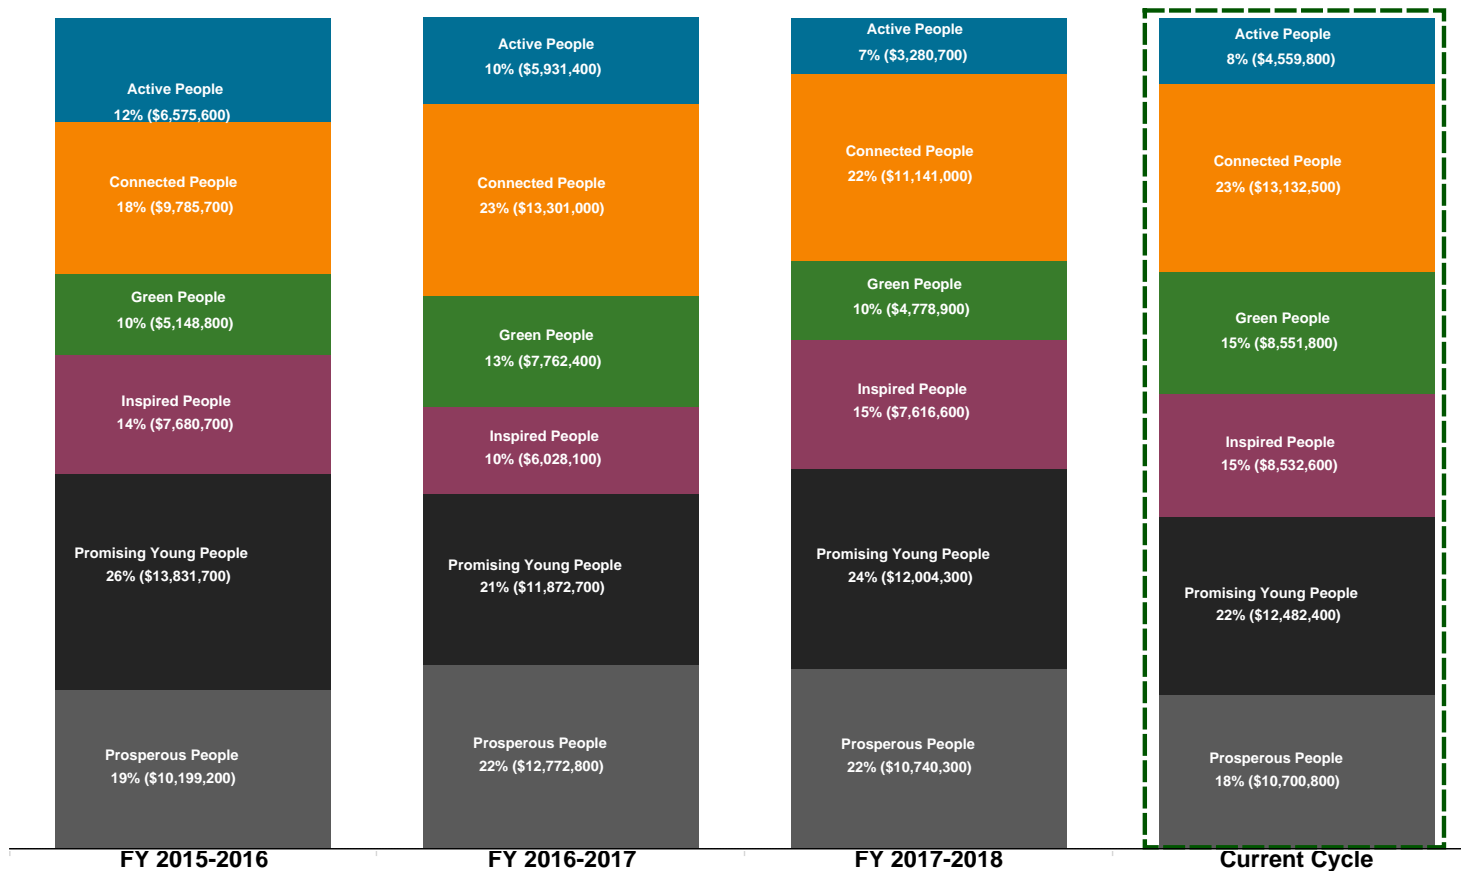 Active People
12% ($6,575,600)
Connected People
18% ($9,785,700)
Green People
10% ($5,148,800)
Inspired People
14% ($7,680,700)
Promising Young People
26% ($13,831,700)
Prosperous People
19% ($10,199,200)
FY 2015-2016
Active People
10% ($5,931,400)
Connected People
23% ($13,301,000)
Green People
13% ($7,762,400)
Inspired People
10% ($6,028,100)
Promising Young People
21% ($11,872,700)
Prosperous People
22% ($12,772,800)
FY 2016-2017
Active People
7% ($3,280,700)
Connected People
22% ($11,141,000)
Green People
10% ($4,778,900)
Inspired People
15% ($7,616,600)
Promising Young People
24% ($12,004,300)
Prosperous People
22% ($10,740,300)
FY 2017-2018
Active People
8% ($4,559,800)
Connected People
23% ($13,132,500)
Green People
15% ($8,551,800)
Inspired People
15% ($8,532,600)
Promising Young People
22% ($12,482,400)
Prosperous People
18% ($10,700,800)
Current Cycle